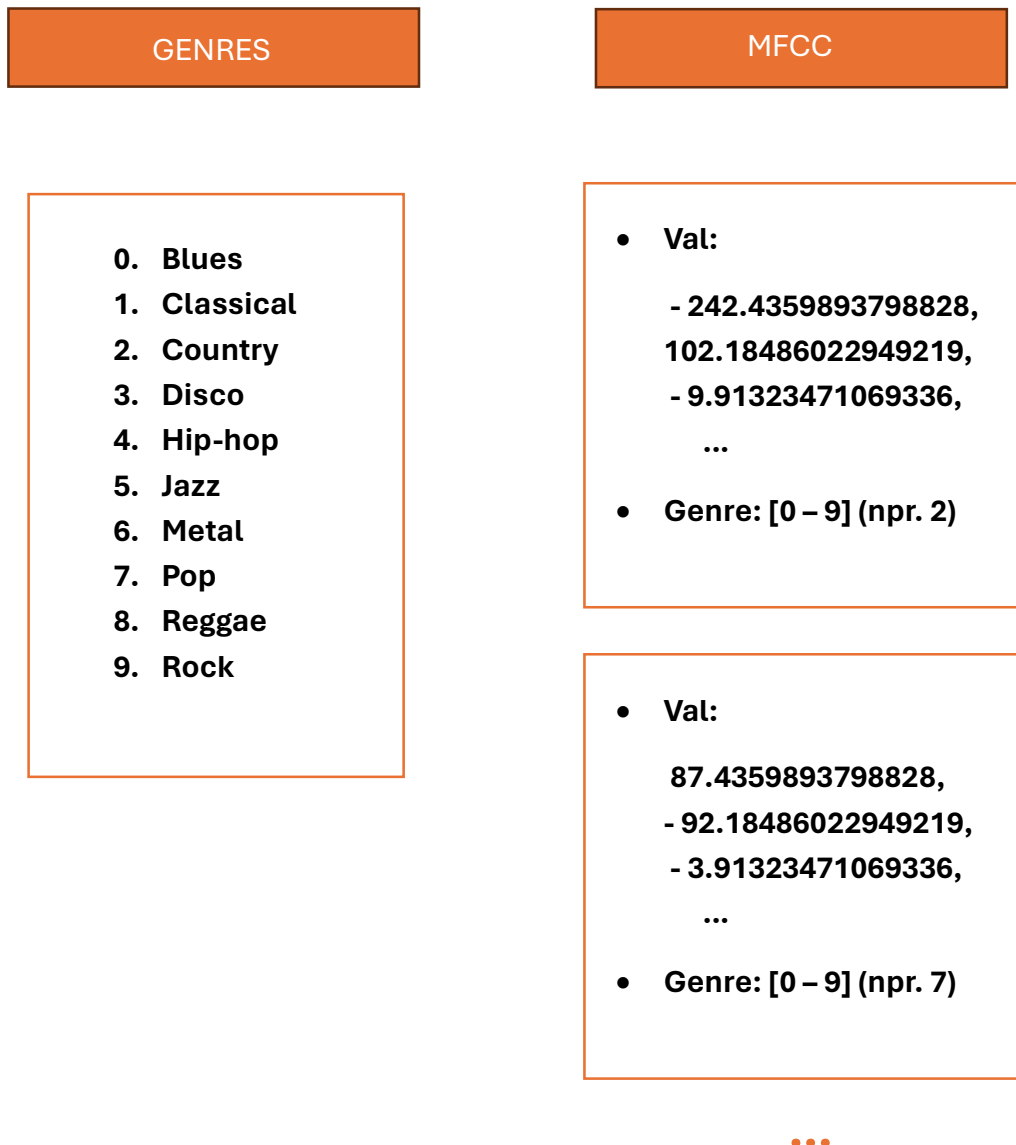 GENRES
0. Blues
1. Classical
2. Country
3. Disco
4. Hip-hop
5. Jazz
6. Metal
7. Pop
8. Reggae
9. Rock
MFCC
• Val:
- 242.4359893798828,
102.18486022949219,
- 9.91323471069336,
...
• Genre: [0 – 9] (npr. 2)
• Val:
87.4359893798828,
- 92.18486022949219,
- 3.91323471069336,
...
• Genre: [0 – 9] (npr. 7)
...